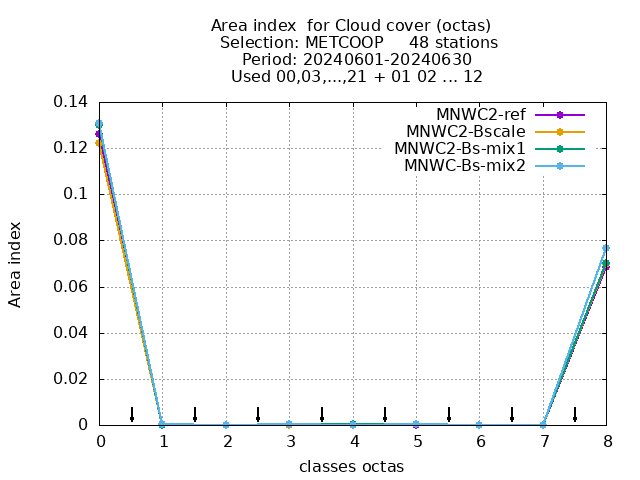 Area index  for Cloud cover (octas)
Selection: METCOOP     48 stations
Period: 20240601-20240630
Used 00,03,...,21 + 01 02 ... 12
MNWC2-ref
MNWC2-Bscale
MNWC2-Bs-mix1
MNWC-Bs-mix2
0.14
0.12
0.1
0.08
0.06
0.04
0.02
0
Area index
0 1 2 3 4 5 6 7 8
classes octas